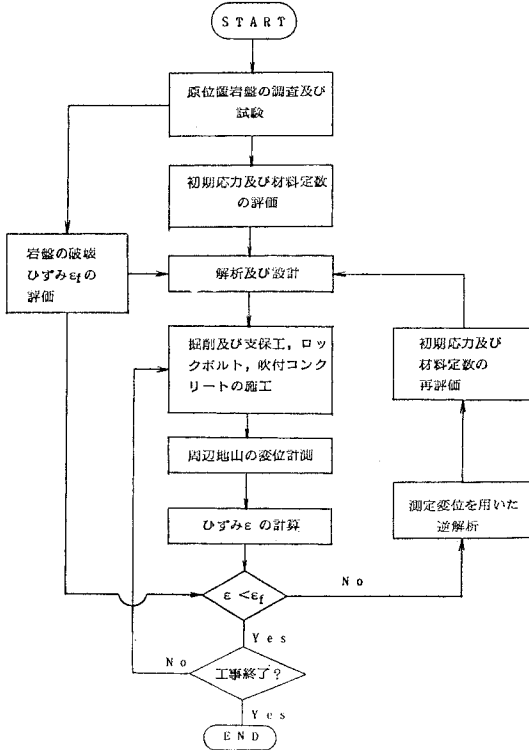 START
原位置岩盤の調査及び
試験
初期応力及び材料定数
の評価
岩盤の破壊
ひずみεfの
評価
解析及び設計
掘削及び支保工，ロッ
クボルト，吹付コンク
リートの施工
初期応力及び
材料定数の
再評価
周辺地山の変位計測
測定変位を用いた
逆解析
ひずみε の計算
ε＜εf
No
Yes
No
工事終了？
Yes
END